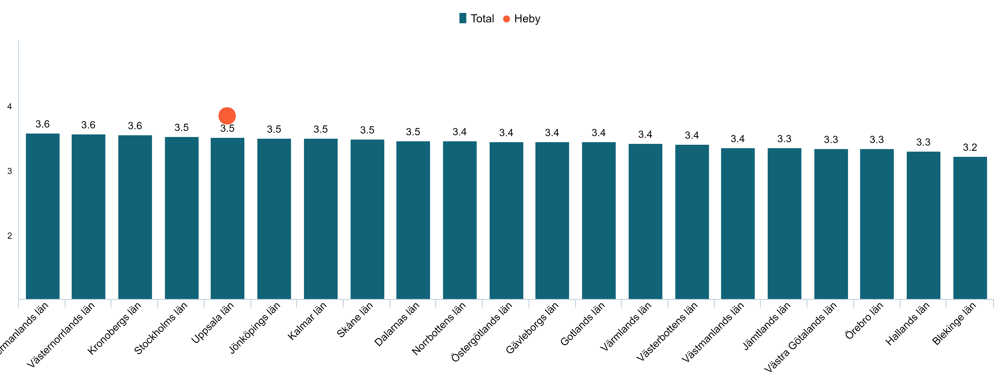 Total Heby
4
3
2
3.6 3.6 3.6 3.5 3.5 3.5 3.5 3.5 3.5 3.4 3.4 3.4 3.4 3.4 3.4 3.4 3.3 3.3 3.3 3.3 3.2
ermanlands län
Västernorrlands län
Kronobergs län
Stockholms län
Uppsala län
Jönköpings län
Kalmar län
Skåne län
Dalarnas län
Norrbottens län
Östergötlands län
Gävleborgs län
Gotlands län
Värmlands län
Västerbottens län
Västmanlands län
Jämtlands län
Västra Götalands län
Örebro län
Hallands län
Blekinge län